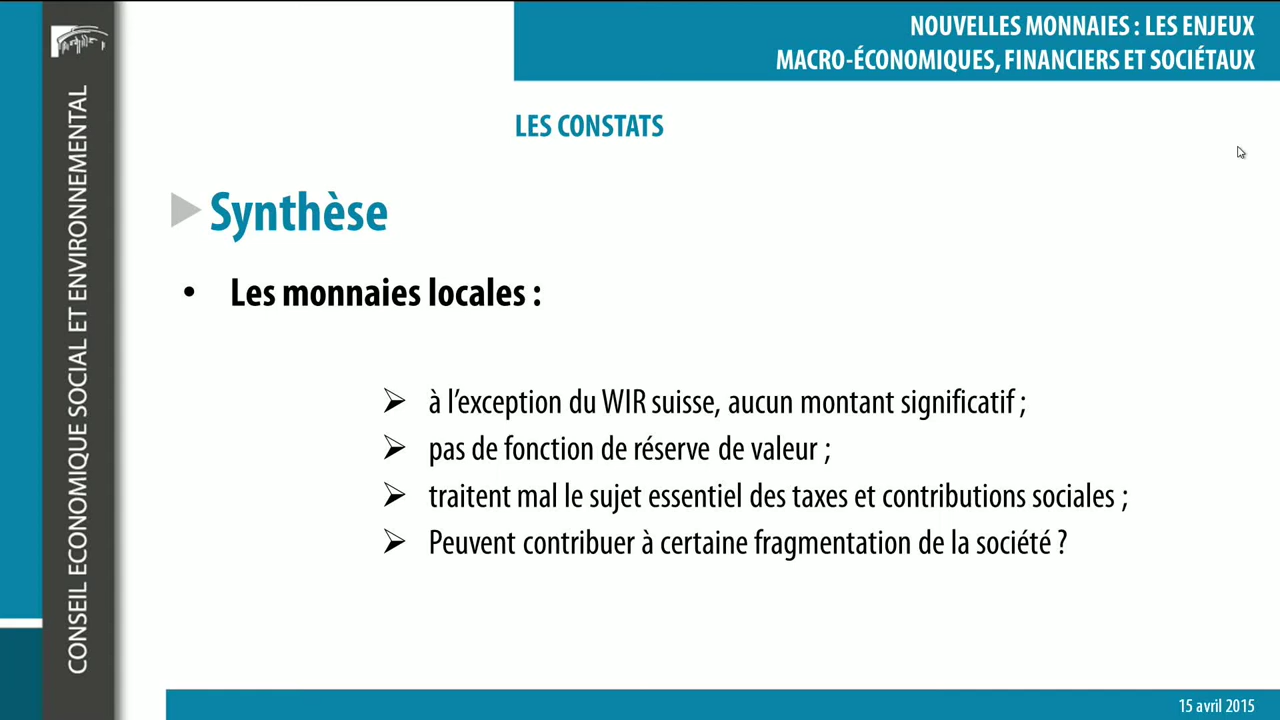 NOUVELLES MONNAIES : LES ENJEUX
MACRO-ÉCONOMIQUES, FINANCIERS ET SOCIÉTAUX
CONSEIL ECONOMIQUE SOCIAL ET ENVIRONNEMENTAL
LES CONSTATS
Synthèse
• Les monnaies locales :
➢ à l’exception du WIR suisse, aucun montant significatif ;
➢ pas de fonction de réserve de valeur ;
➢ traitent mal le sujet essentiel des taxes et contributions sociales ;
➢ Peuvent contribuer à certaine fragmentation de la société ?
15 avril 2015